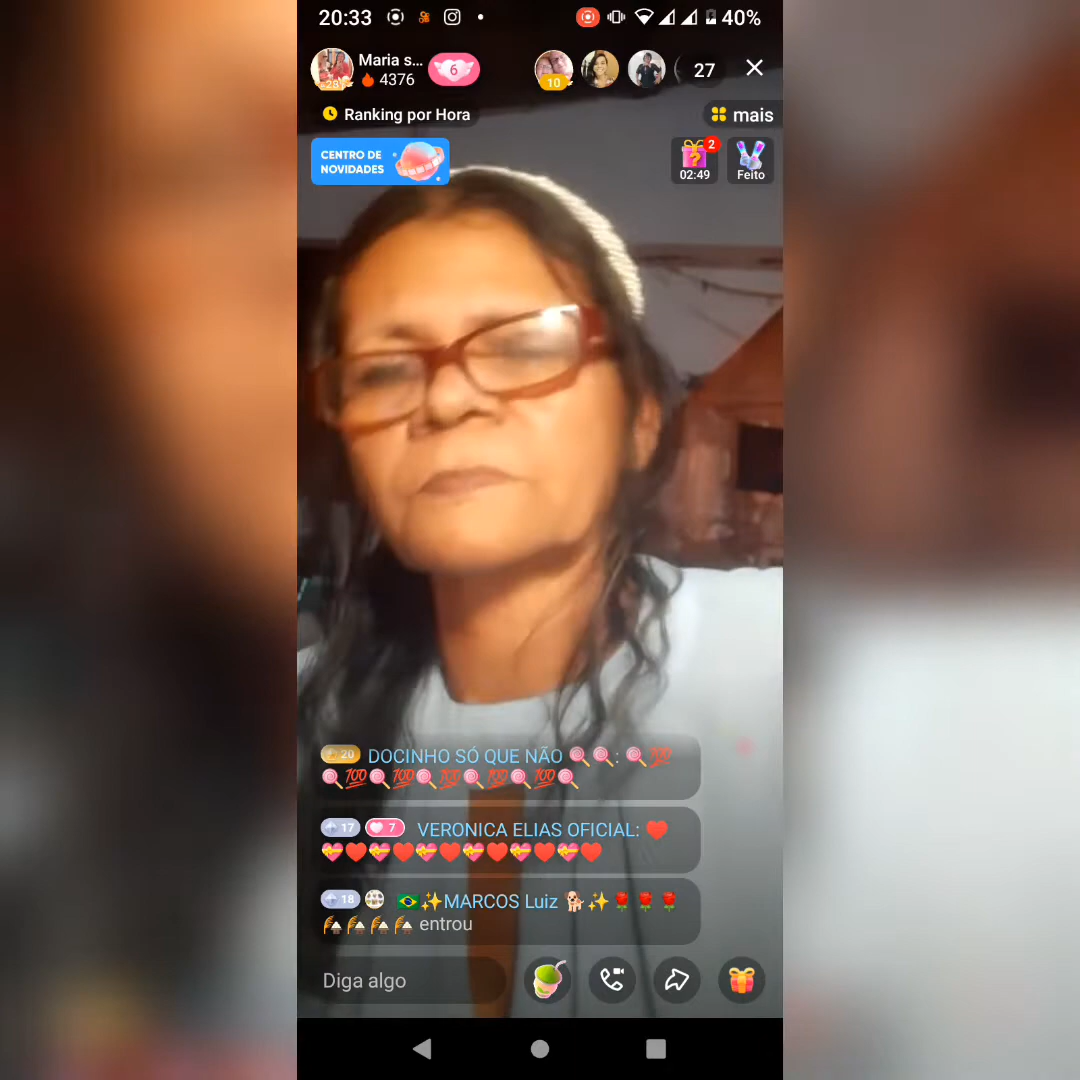 20:33
40%
Maria s...
4376
6
28
10
27
Ranking por Hora
mais
CENTRO DE
NOVIDADES
2
02:49
Feito
20 DOCINHO SÓ QUE NÃO 🍭🍭: 🍭💯
🍭💯🍭💯🍭💯🍭💯🍭💯🍭
17 7 VERONICA ELIAS OFICIAL: ♥️
💝♥️💝♥️💝♥️💝♥️💝♥️💝♥️
18 🇧🇷✨MARCOS Luiz 🐕✨🌹🌹🌹
entrou
Diga algo